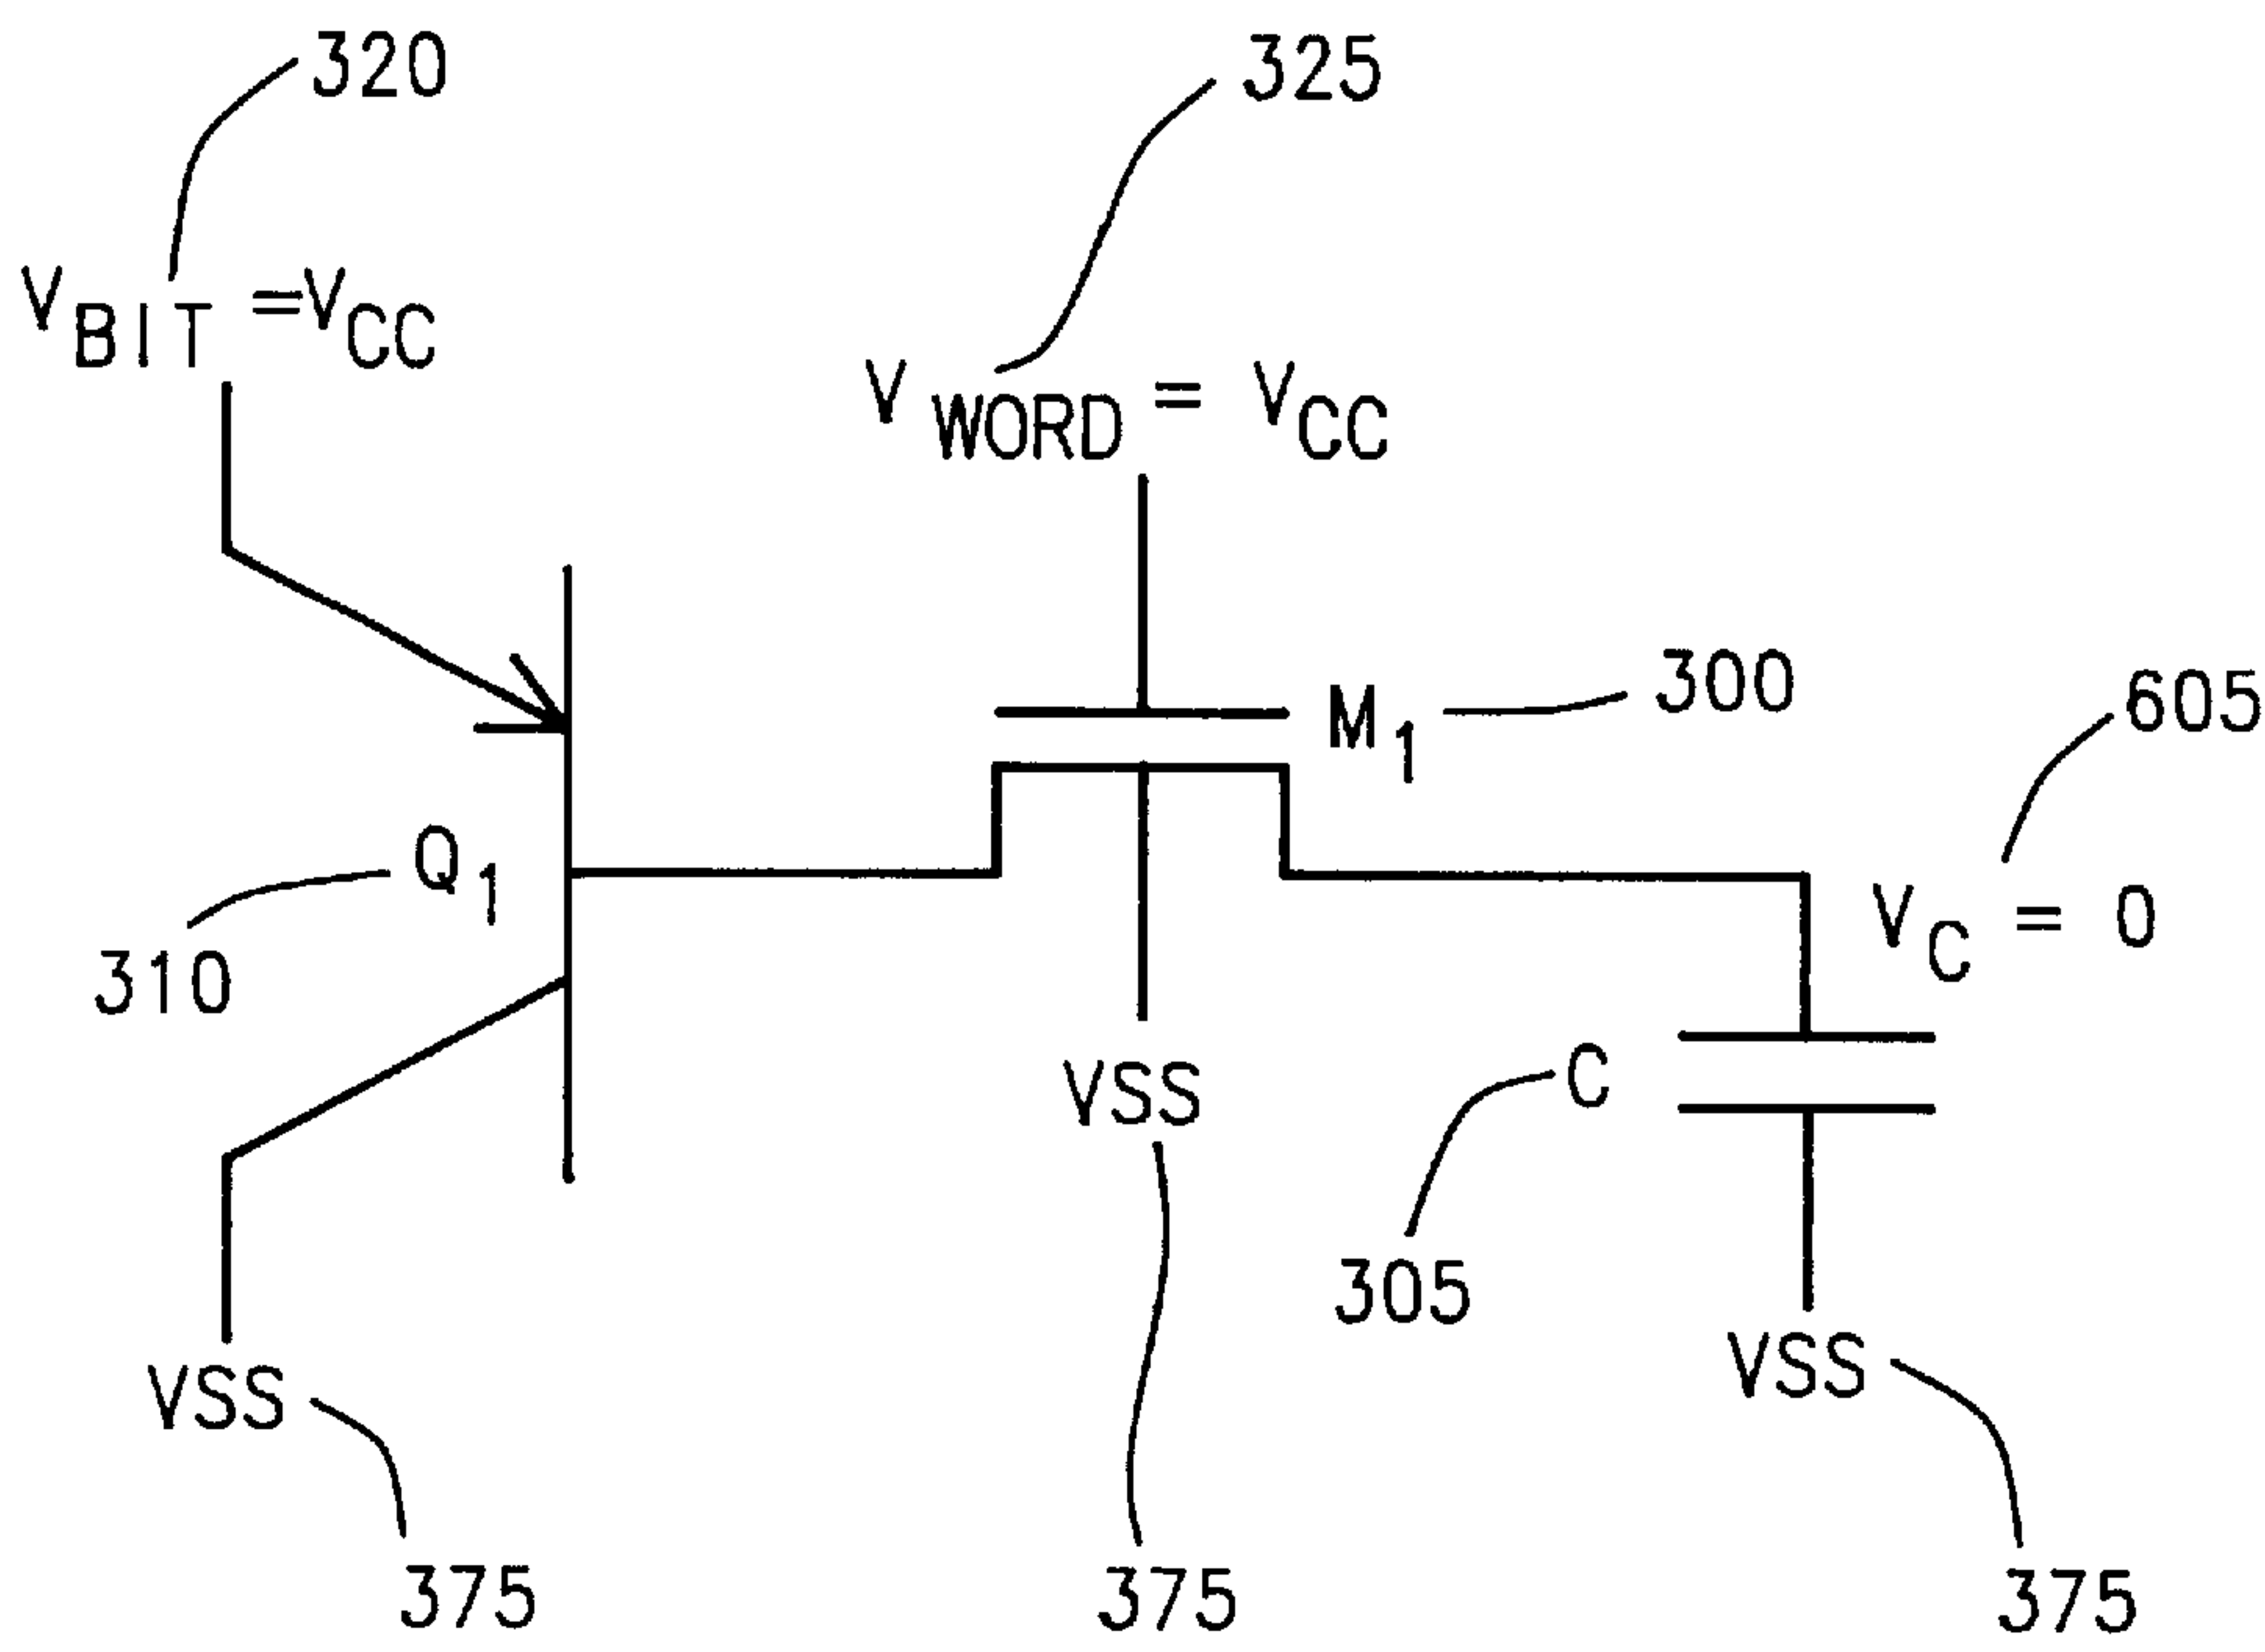 320
325
VBIT =VCC
VWORD = VCC
M1
300
605
Q1
VC = 0
310
C
VSS
305
VSS
VSS
375
375
375